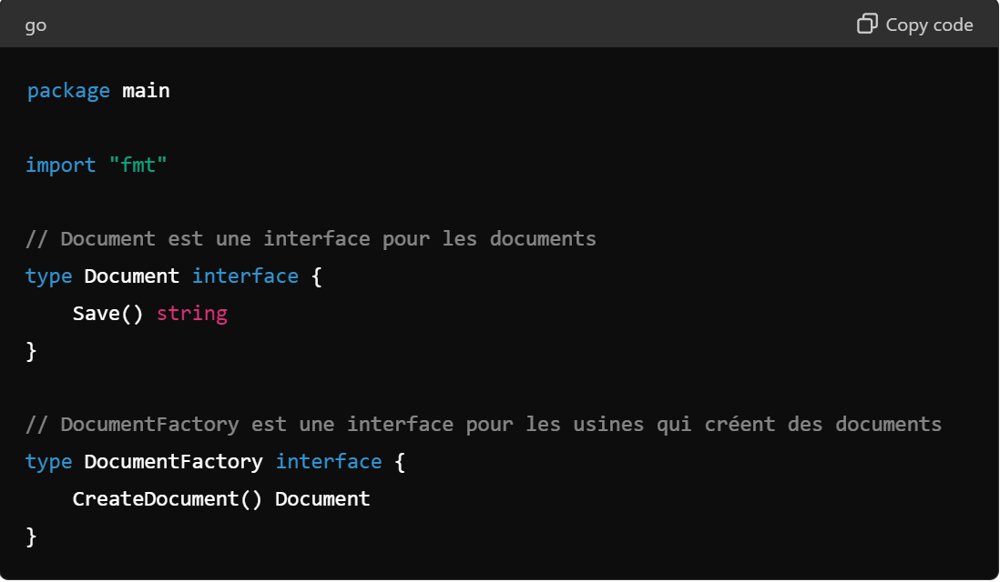 go
Copy code
package main
import "fmt"
// Document est une interface pour les documents
type Document interface {
    Save() string
}
// DocumentFactory est une interface pour les usines qui créent des documents
type DocumentFactory interface {
    CreateDocument() Document
}